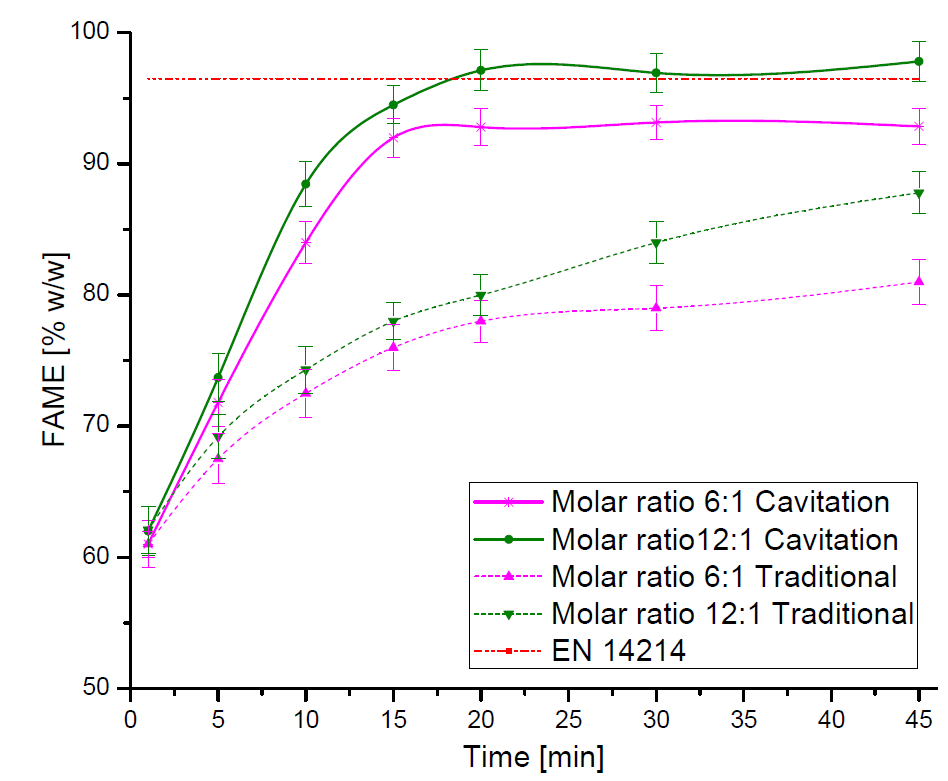 100
90
80
70
60
50
FAME [% w/w]
Molar ratio 6:1 Cavitation
Molar ratio12:1 Cavitation
Molar ratio 6:1 Traditional
Molar ratio 12:1 Traditional
EN 14214
0 5 10 15 20 25 30 35 40 45
Time [min]